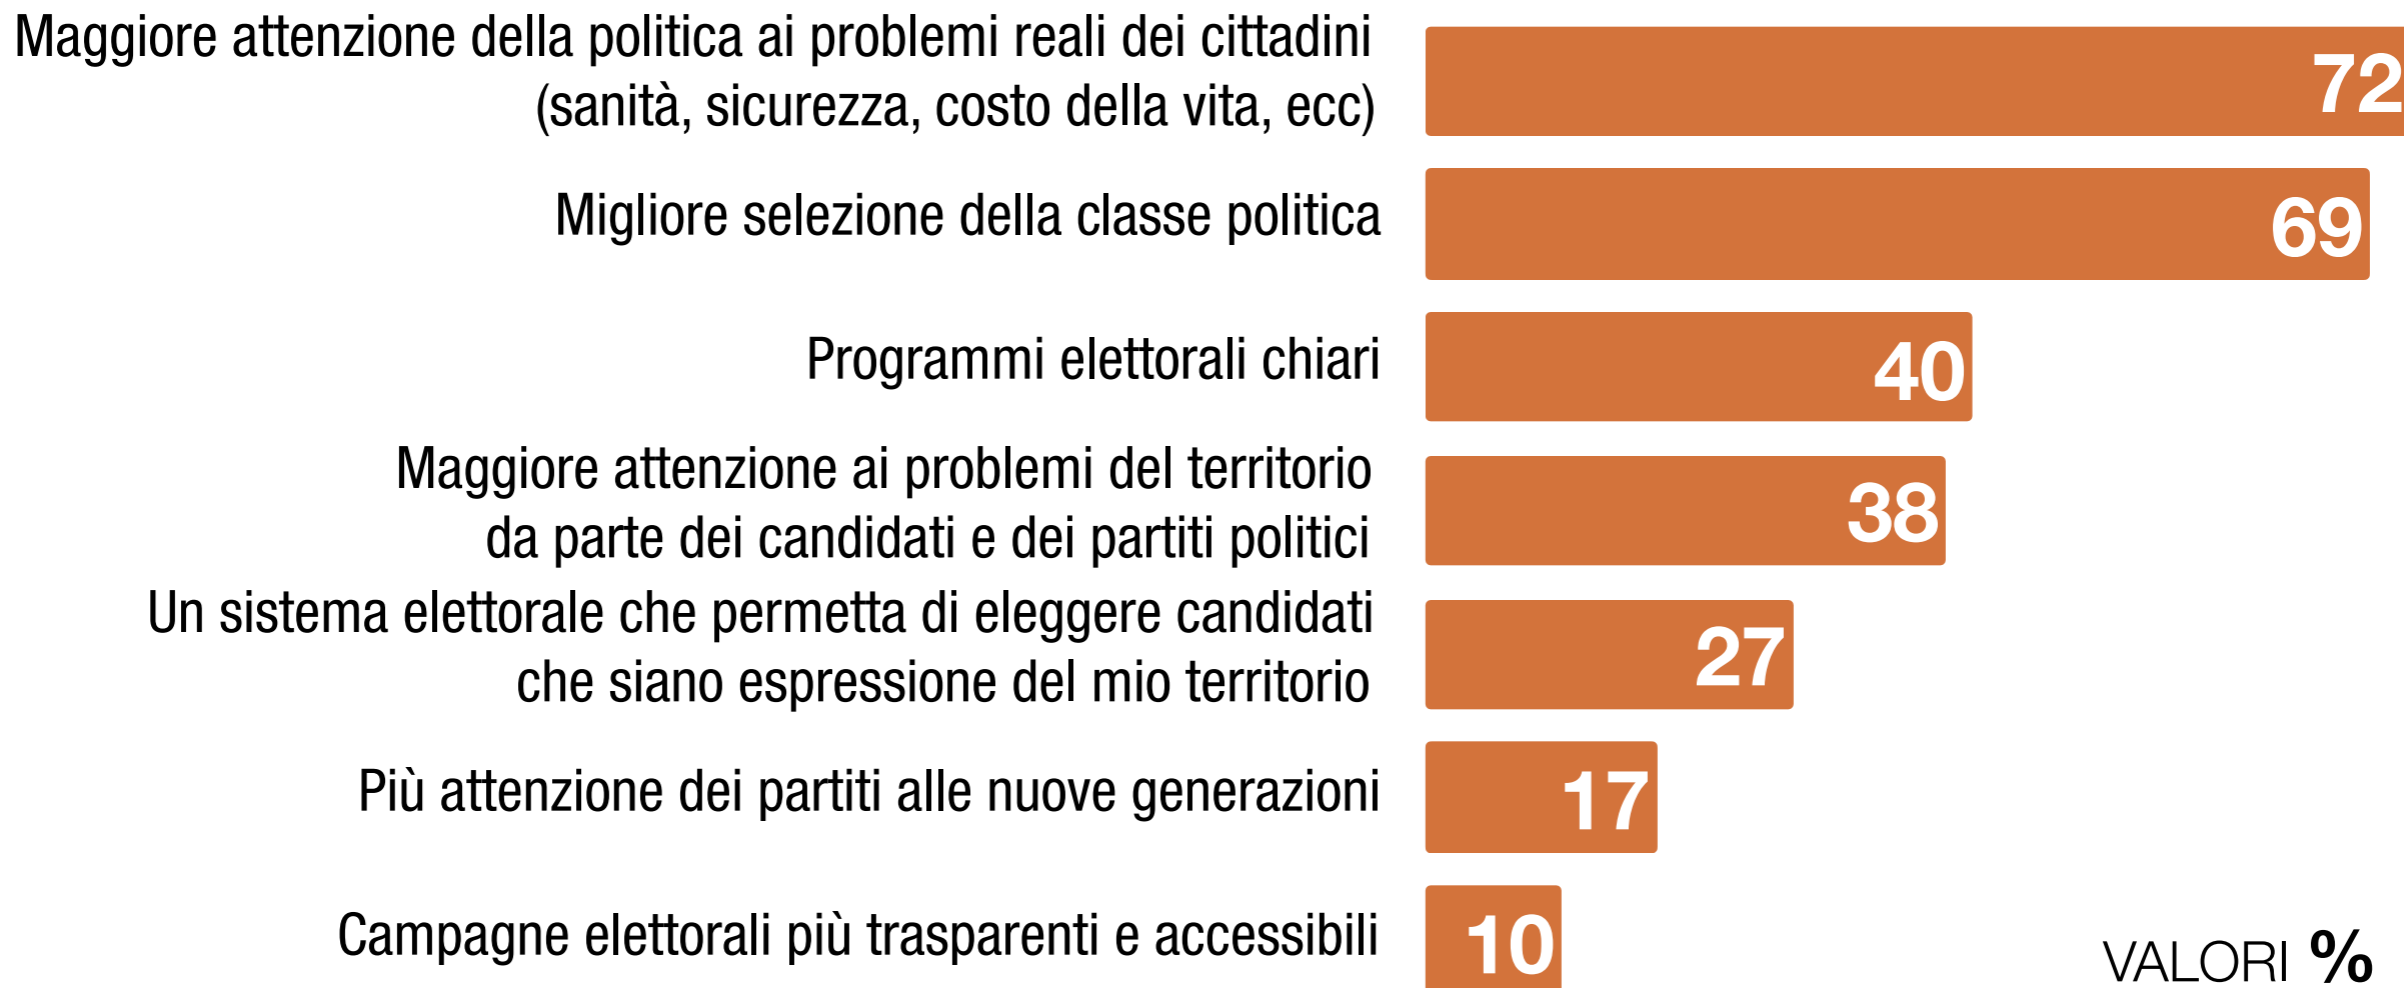 Maggiore attenzione della politica ai problemi reali dei cittadini
(sanità, sicurezza, costo della vita, ecc)
72
Migliore selezione della classe politica
69
Programmi elettorali chiari
40
Maggiore attenzione ai problemi del territorio
da parte dei candidati e dei partiti politici
38
Un sistema elettorale che permetta di eleggere candidati
che siano espressione del mio territorio
27
Più attenzione dei partiti alle nuove generazioni
17
Campagne elettorali più trasparenti e accessibili
10
VALORI %